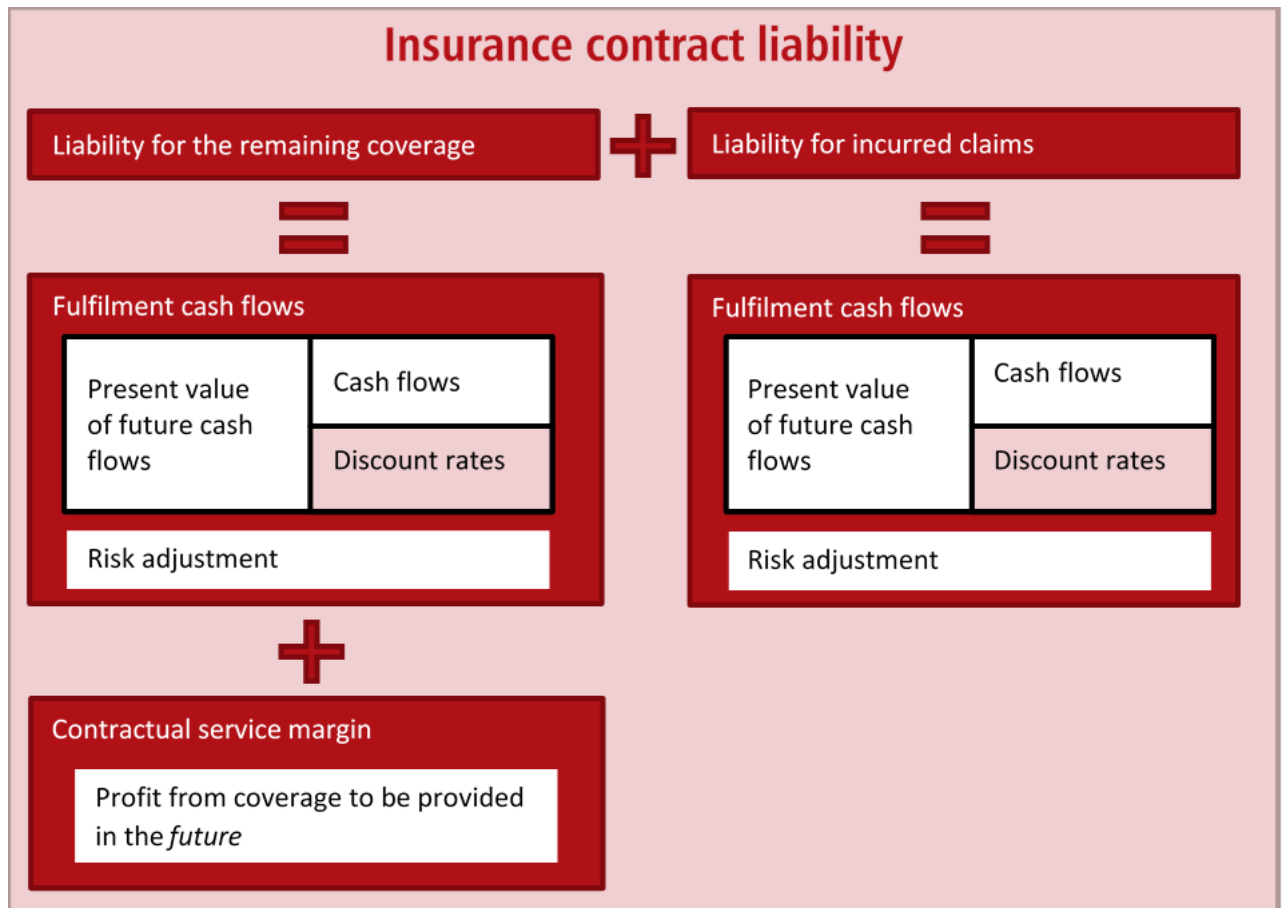 Insurance contract liability
Liability for the remaining coverage
+
Liability for incurred claims
=
=
Fulfilment cash flows
Present value
of future cash
flows
Cash flows
Discount rates
Risk adjustment
Fulfilment cash flows
Present value
of future cash
flows
Cash flows
Discount rates
Risk adjustment
+
Contractual service margin
Profit from coverage to be provided
in the future